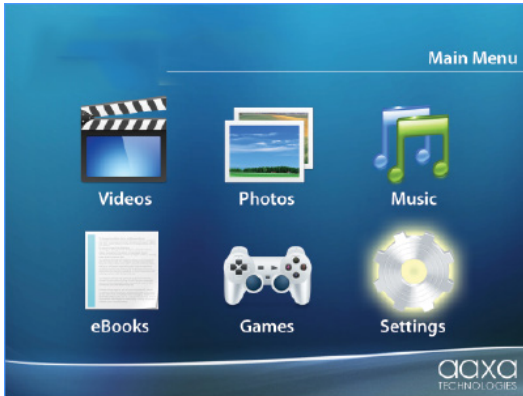 Main Menu
Videos
Photos
Music
eBooks
Games
Settings
aaxa
TECHNOLOGIES